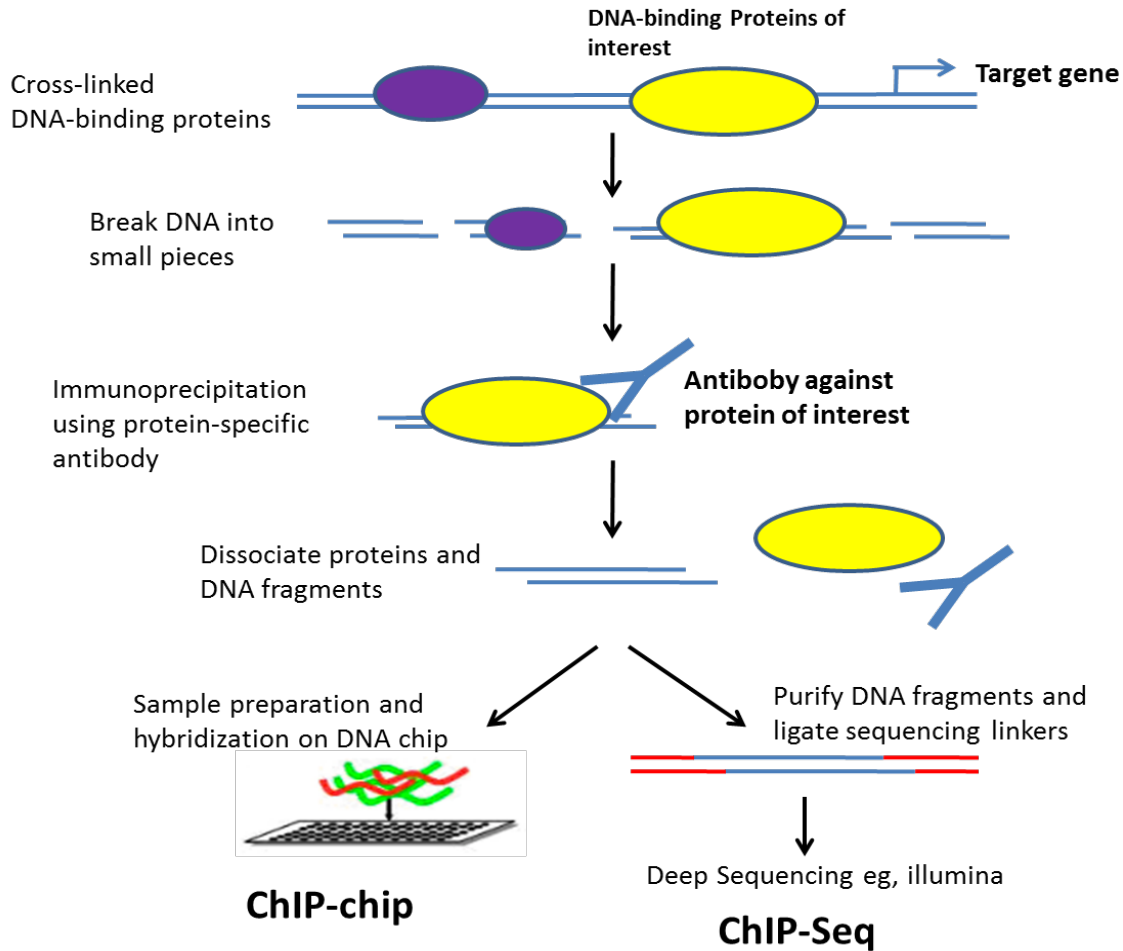 DNA-binding Proteins of
interest
Cross-linked
DNA-binding proteins
Target gene
Break DNA into
small pieces
Immunoprecipitation
using protein-specific
antibody
Antiboby against
protein of interest
Dissociate proteins and
DNA fragments
Sample preparation and
hybridization on DNA chip
Purify DNA fragments and
ligate sequencing linkers
Deep Sequencing eg, illumina
ChIP-chip
ChIP-Seq